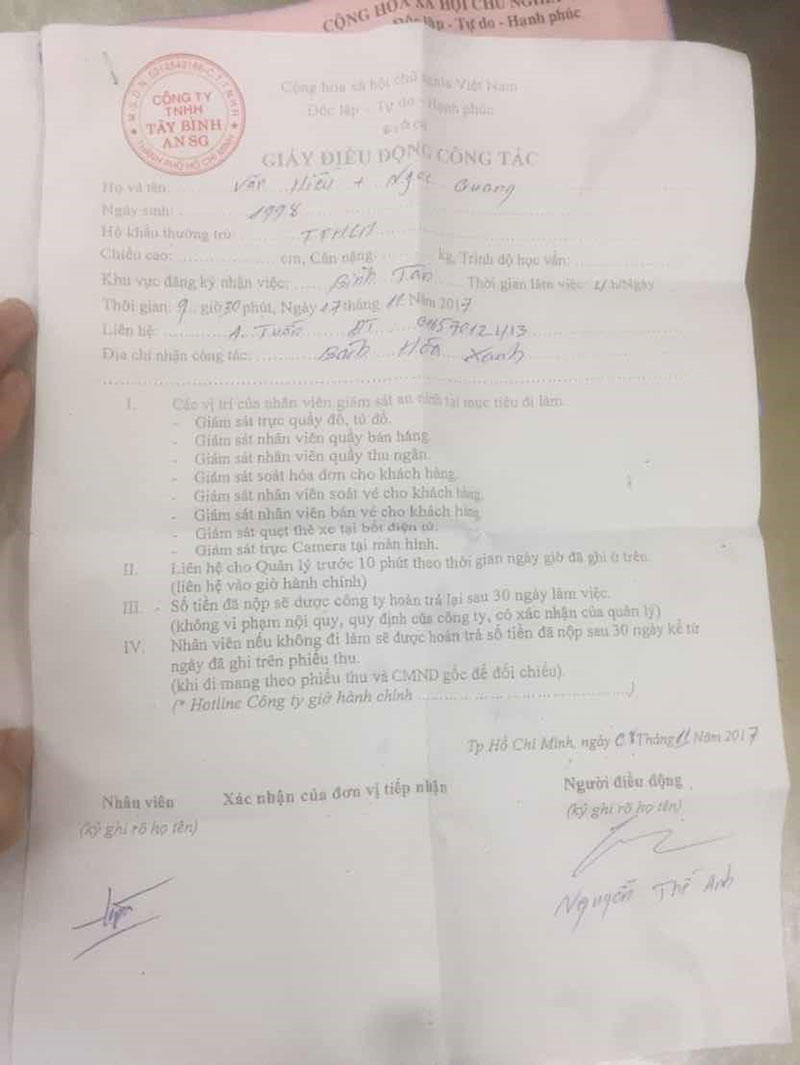 CỘNG HÒA XÃ HỘI CHỦ NGHĨA
Độc lập - Tự do - Hạnh phúc
M.S.D.N: -C.T.T.N.H.H
CÔNG TY
TNHH
TÂY BÌNH
AN SG
THÀNH PHỐ HỒ CHÍ MINH
Cộng hòa xã hội chủ nghĩa Việt Nam
Độc lập - Tự do - Hạnh phúc
GIẤY ĐIỀU ĐỘNG CÔNG TÁC
Họ và tên: Văn Hiếu + Ngọc Quang
Ngày sinh: 1998
Hộ khẩu thường trú: TPHCM
Chiều cao: cm, Cân nặng: kg, Trình độ học vấn:
Khu vực đăng ký nhận việc: Bình Tân Thời gian làm việc: h/Ngày
Thời gian: 9 giờ 30 phút, Ngày 17 tháng 11 Năm 2017
Liên hệ: A. Tuấn ĐT
Địa chỉ nhận công tác: Bách Hóa Xanh
I. Các vị trí của nhân viên giám sát an ninh tại mục tiêu đi làm.
- Giám sát trực quầy đồ, tủ đồ.
- Giám sát nhân viên quầy bán hàng.
- Giám sát nhân viên quầy thu ngân.
- Giám sát soát hóa đơn cho khách hàng.
- Giám sát nhân viên soát vé cho khách hàng.
- Giám sát nhân viên bán vé cho khách hàng
- Giám sát quẹt thẻ xe tại bốt điện tử.
- Giám sát trực Camera tại màn hình.
II. Liên hệ cho Quản lý trước 10 phút theo thời gian ngày giờ đã ghi ở trên.
(liên hệ vào giờ hành chính)
III. Số tiền đã nộp sẽ được công ty hoàn trả lại sau 30 ngày làm việc.
(không vi phạm nội quy, quy định của công ty, có xác nhận của quản lý)
IV. Nhân viên nếu không đi làm sẽ được hoàn trả số tiền đã nộp sau 30 ngày kể từ
ngày đã ghi trên phiếu thu.
(khi đi mang theo phiếu thu và CMND gốc để đối chiếu).
(* Hotline Công ty giờ hành chính )
Tp Hồ Chí Minh, ngày Tháng 11 Năm 2017
Nhân viên Xác nhận của đơn vị tiếp nhận Người điều động
(ký ghi rõ họ tên) (ký ghi rõ họ tên)
Nguyễn Thế Anh